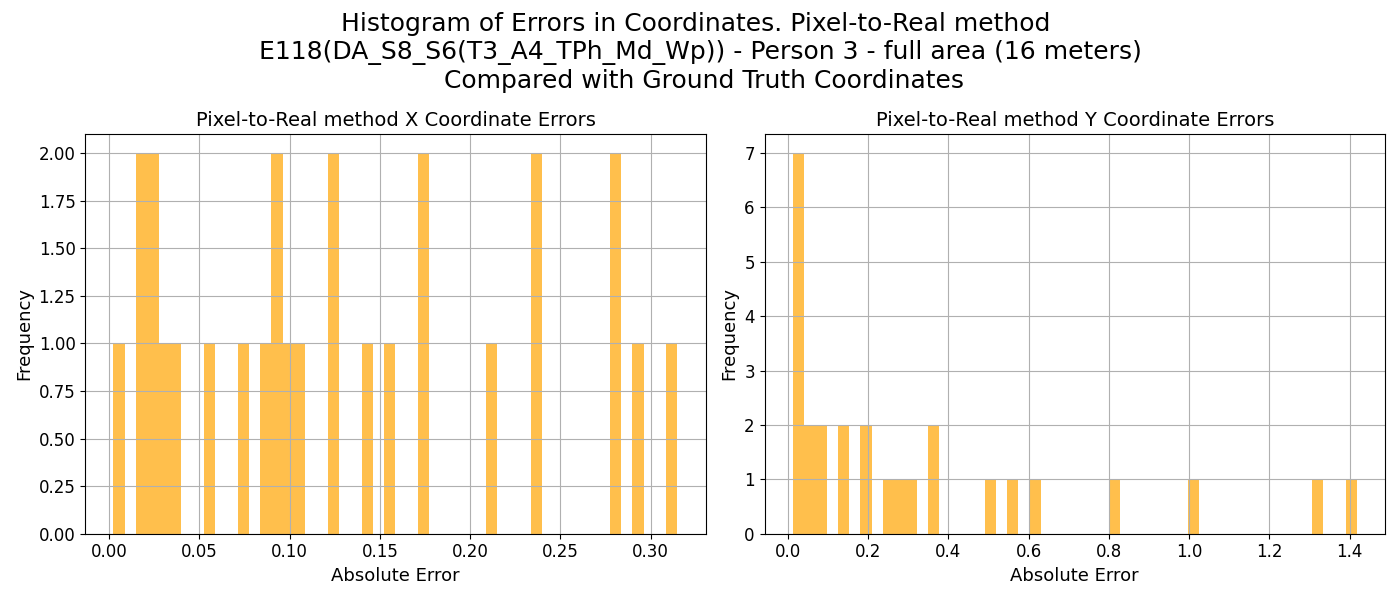 Histogram of Errors in Coordinates. Pixel-to-Real method
E118(DA_S8_S6(T3_A4_TPh_Md_Wp)) - Person 3 - full area (16 meters)
Compared with Ground Truth Coordinates
Pixel-to-Real method X Coordinate Errors
Frequency
2.00
1.75
1.50
1.25
1.00
0.75
0.50
0.25
0.00
0.00 0.05 0.10 0.15 0.20 0.25 0.30
Absolute Error
Pixel-to-Real method Y Coordinate Errors
Frequency
7
6
5
4
3
2
1
0
0.0 0.2 0.4 0.6 0.8 1.0 1.2 1.4
Absolute Error